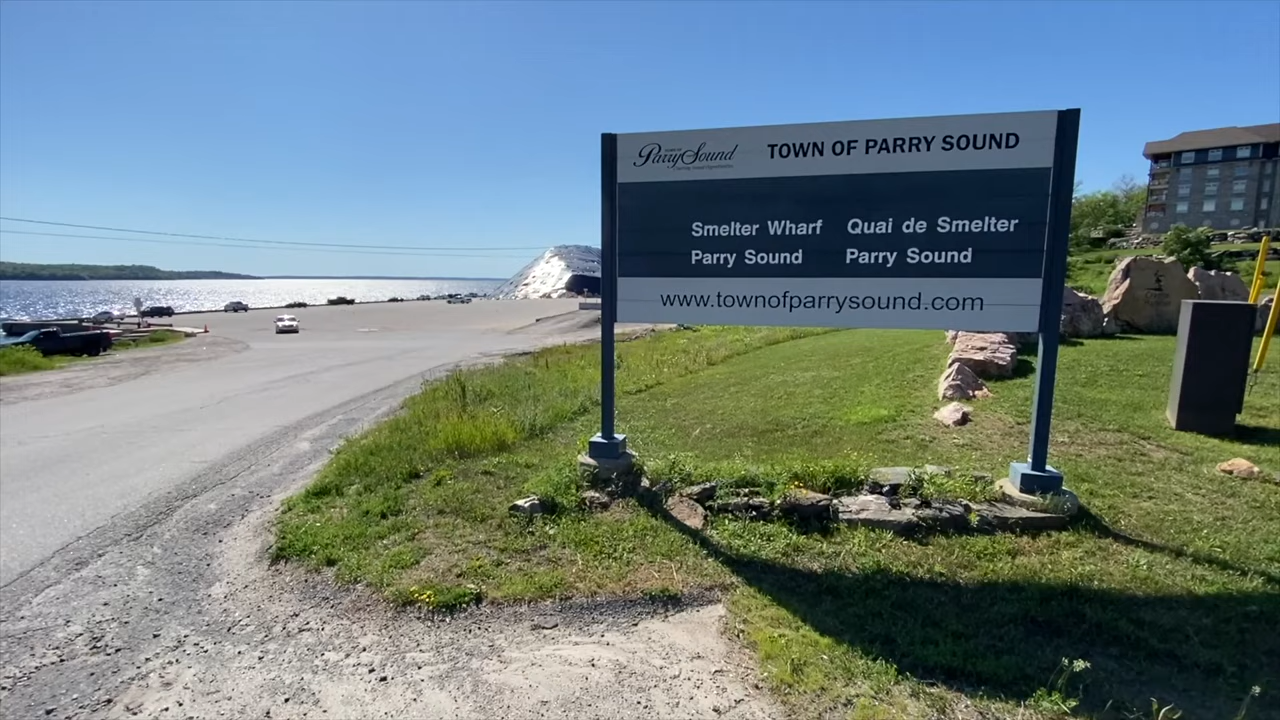 Parry Sound
TOWN OF PARRY SOUND
Smelter Wharf Quai de Smelter
Parry Sound Parry Sound
www.townofparrysound.com